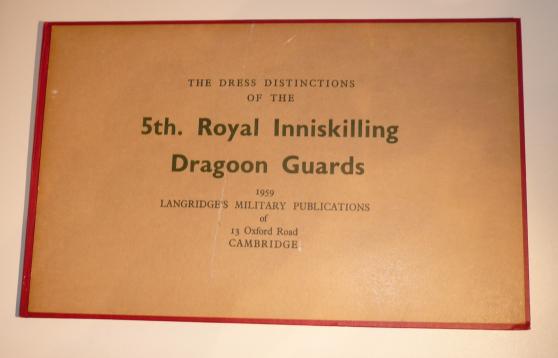 THE DRESS DISTINCTIONS
OF THE
5th. Royal Inniskilling
Dragoon Guards
1959
LANGRIDGE'S MILITARY PUBLICATIONS
of
13 Oxford Road
CAMBRIDGE